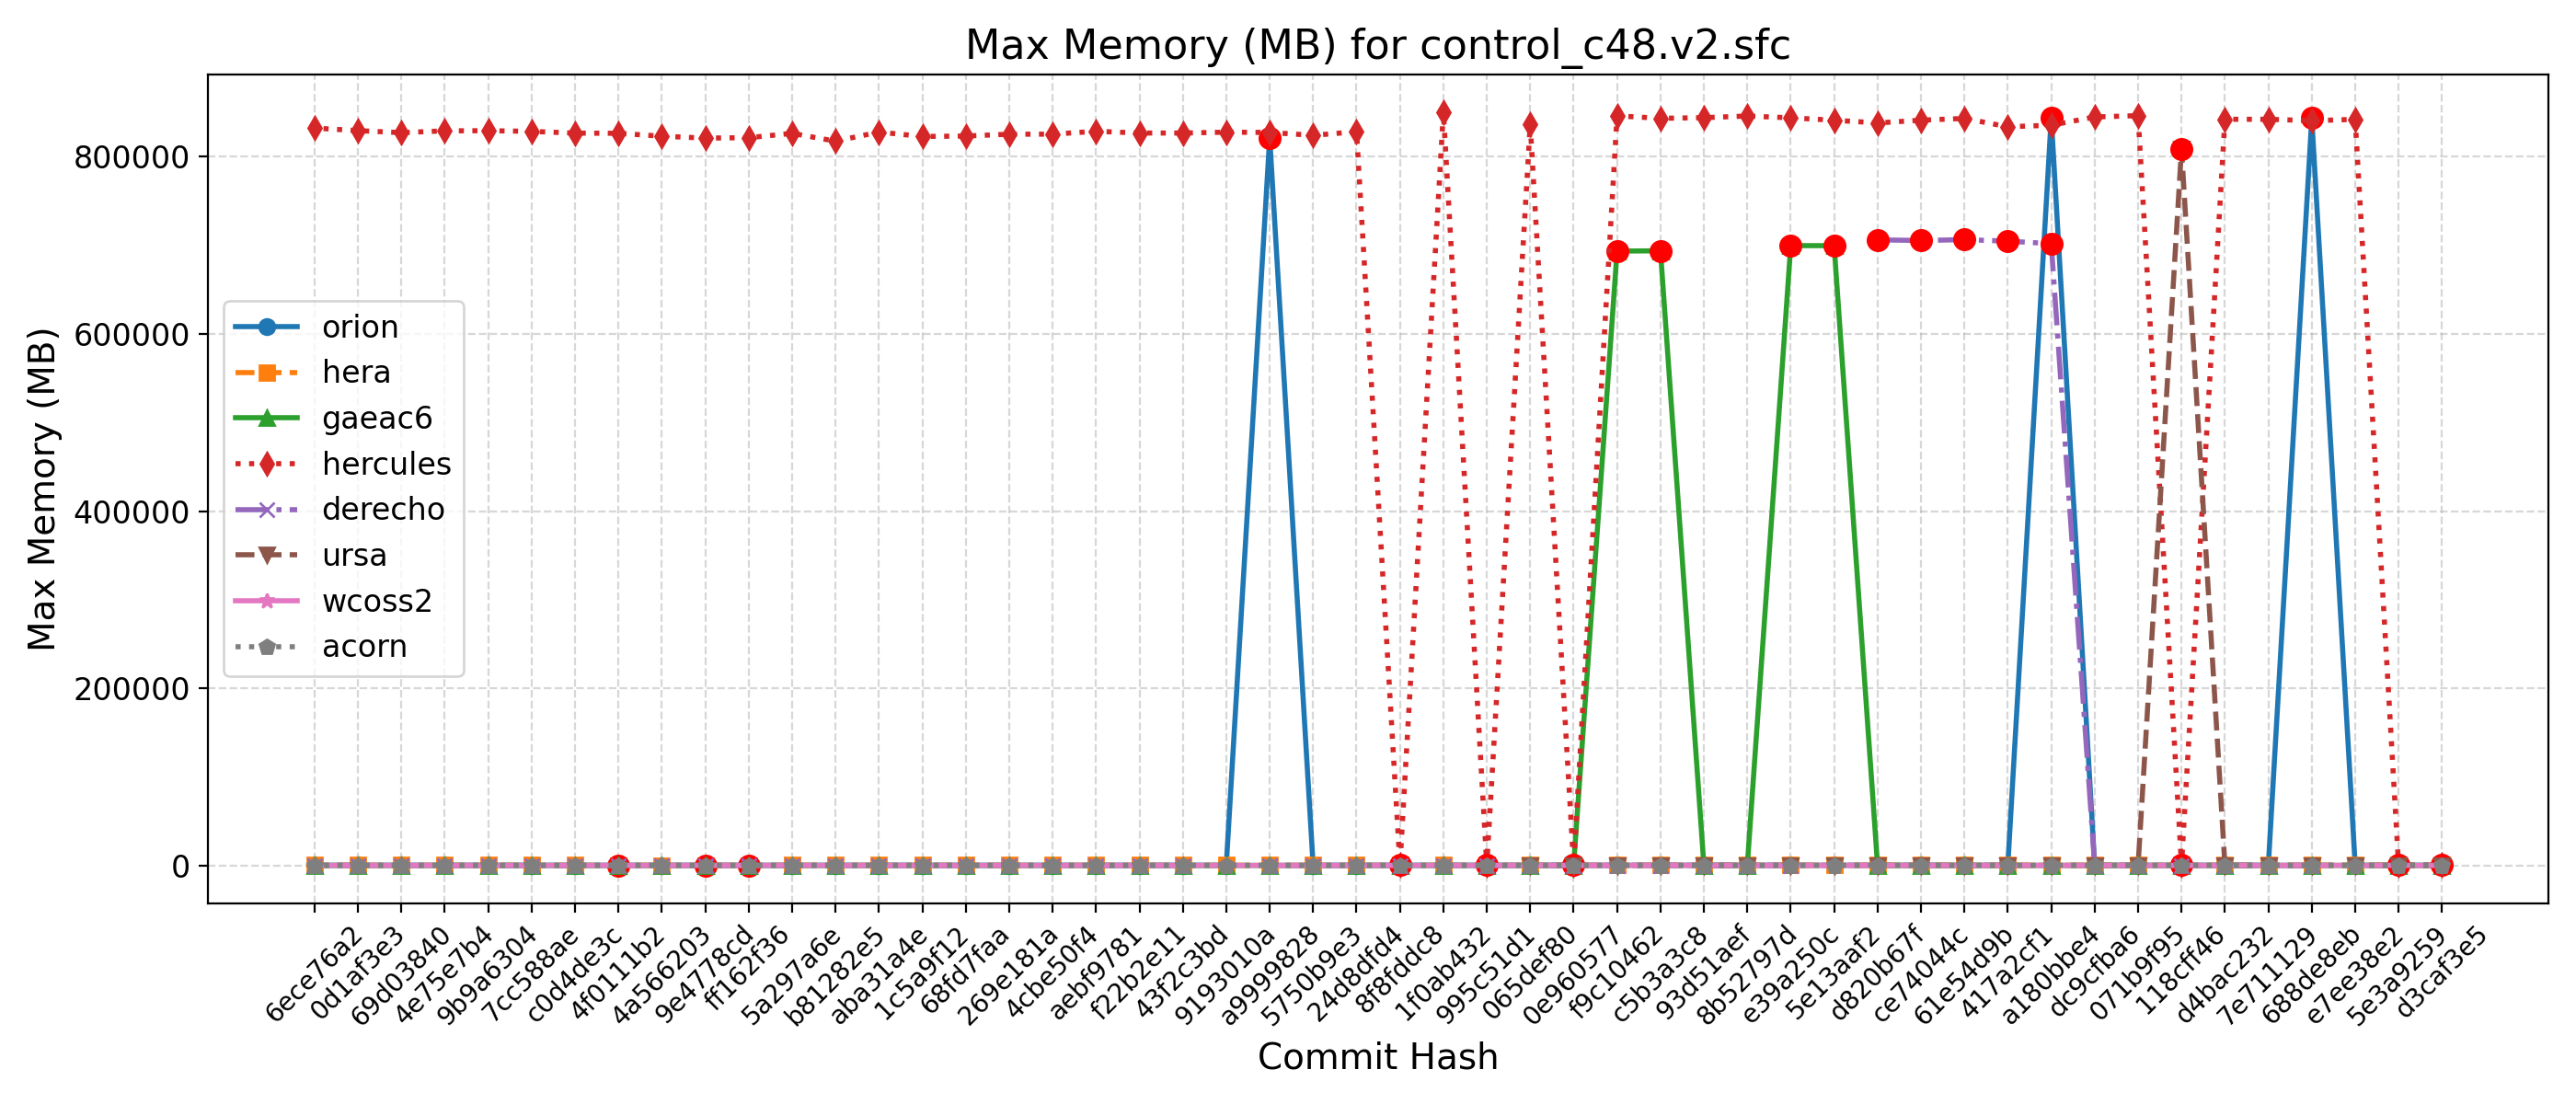 Max Memory (MB) for control_c48.v2.sfc
Max Memory (MB)
800000
600000
400000
200000
0
orion
hera
gaeac6
hercules
derecho
ursa
wcoss2
acorn
6ece76a2
0d1af3e3
69d03840
4e75e7b4
9b9a6304
7cc588ae
c0d4de3c
4f0111b2
4a566203
9e4778cd
ff162f36
5a297a6e
b81282e5
aba31a4e
1c5a9f12
68fd7faa
269e181a
4cbe50f4
aebf9781
f22b2e11
43f2c3bd
9193010a
a9999828
5750b9e3
24d8dfd4
8f8fddc8
1f0ab432
995c51d1
065def80
0e960577
f9c10462
c5b3a3c8
93d51aef
8b52797d
e39a250c
5e13aaf2
d820b67f
ce74044c
61e54d9b
417a2cf1
a180bbe4
dc9cfba6
071b9f95
118cff46
d4bac232
7e711129
688de8eb
e7ee38e2
5e3a9259
d3caf3e5
Commit Hash